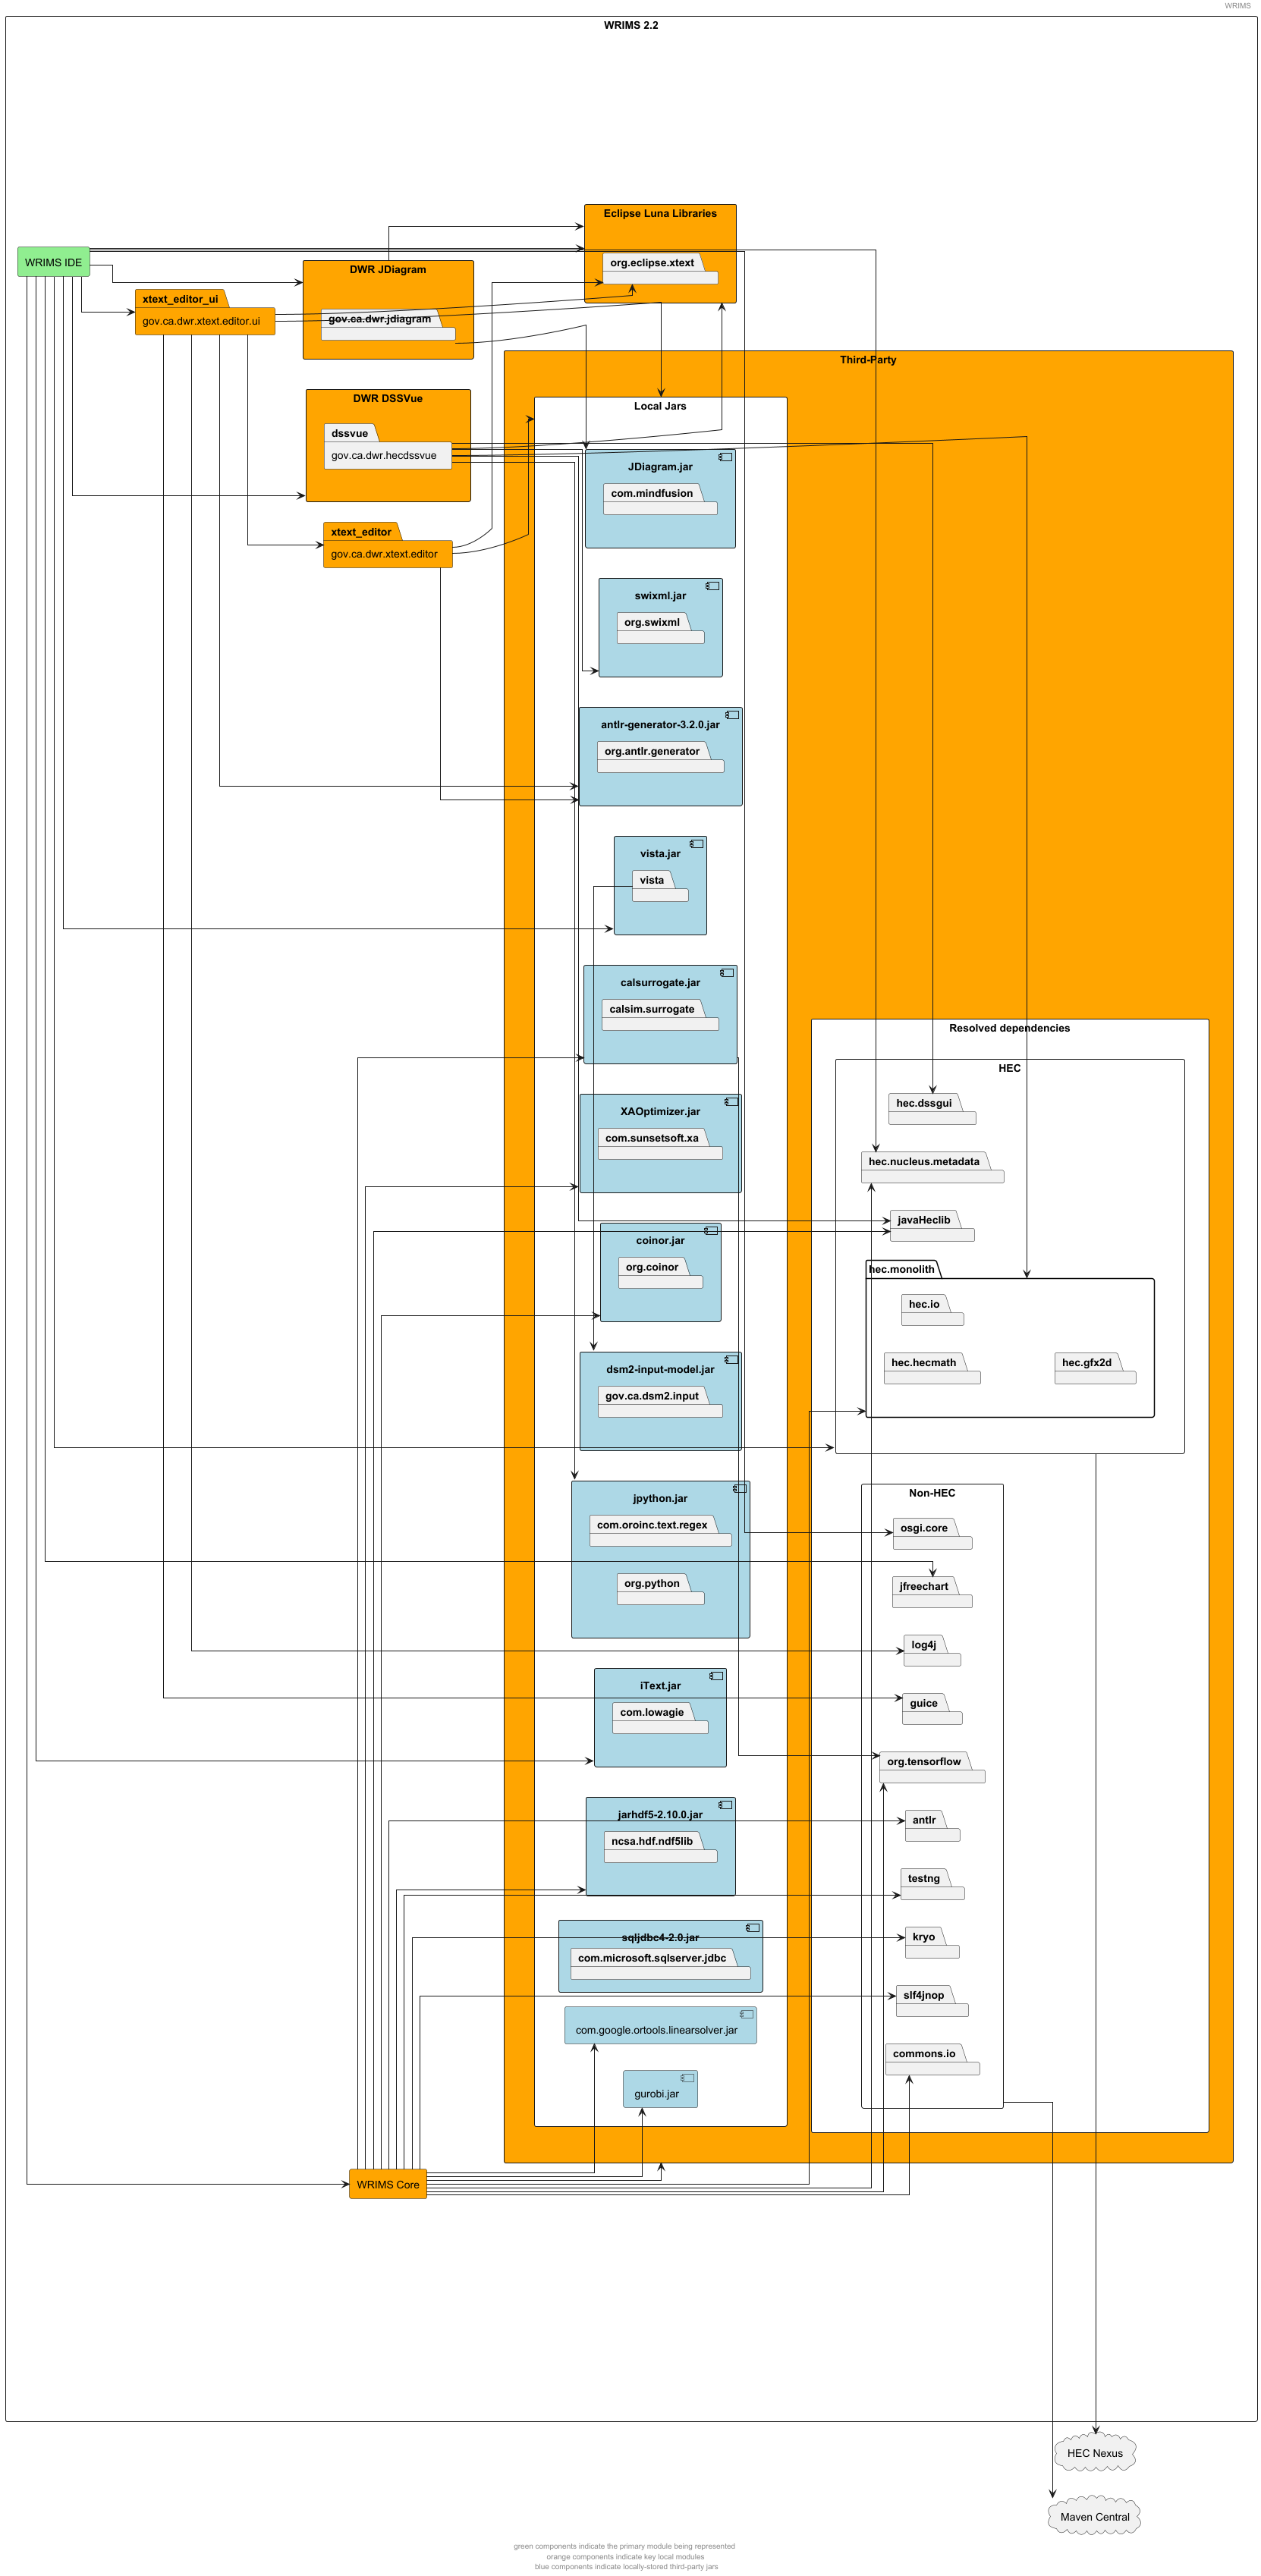 WRIMS
WRIMS 2.2
Eclipse Luna Libraries
org.eclipse.xtext
WRIMS IDE
DWR JDiagram
gov.ca.dwr.jdiagram
xtext_editor_ui
gov.ca.dwr.xtext.editor.ui
Third-Party
DWR DSSVue
dssvue
gov.ca.dwr.hecdssvue
xtext_editor
gov.ca.dwr.xtext.editor
Local Jars
JDiagram.jar
com.mindfusion
swixml.jar
org.swixml
antlr-generator-3.2.0.jar
org.antlr.generator
vista.jar
vista
calsurrogate.jar
calsim.surrogate
XAOptimizer.jar
com.sunsetsoft.xa
coinor.jar
org.coinor
dsm2-input-model.jar
gov.ca.dsm2.input
jpython.jar
com.oroinc.text.regex
org.python
iText.jar
com.lowagie
jarhdf5-2.10.0.jar
ncsa.hdf.ndf5lib
sqljdbc4-2.0.jar
com.microsoft.sqlserver.jdbc
com.google.ortools.linearsolver.jar
gurobi.jar
Resolved dependencies
HEC
hec.dssgui
hec.nucleus.metadata
javaHeclib
hec.monolith
hec.io
hec.hecmath
hec.gfx2d
Non-HEC
osgi.core
jfreechart
log4j
guice
org.tensorflow
antlr
testng
kryo
slf4jnop
commons.io
WRIMS Core
HEC Nexus
Maven Central
green components indicate the primary module being represented
orange components indicate key local modules
blue components indicate locally-stored third-party jars